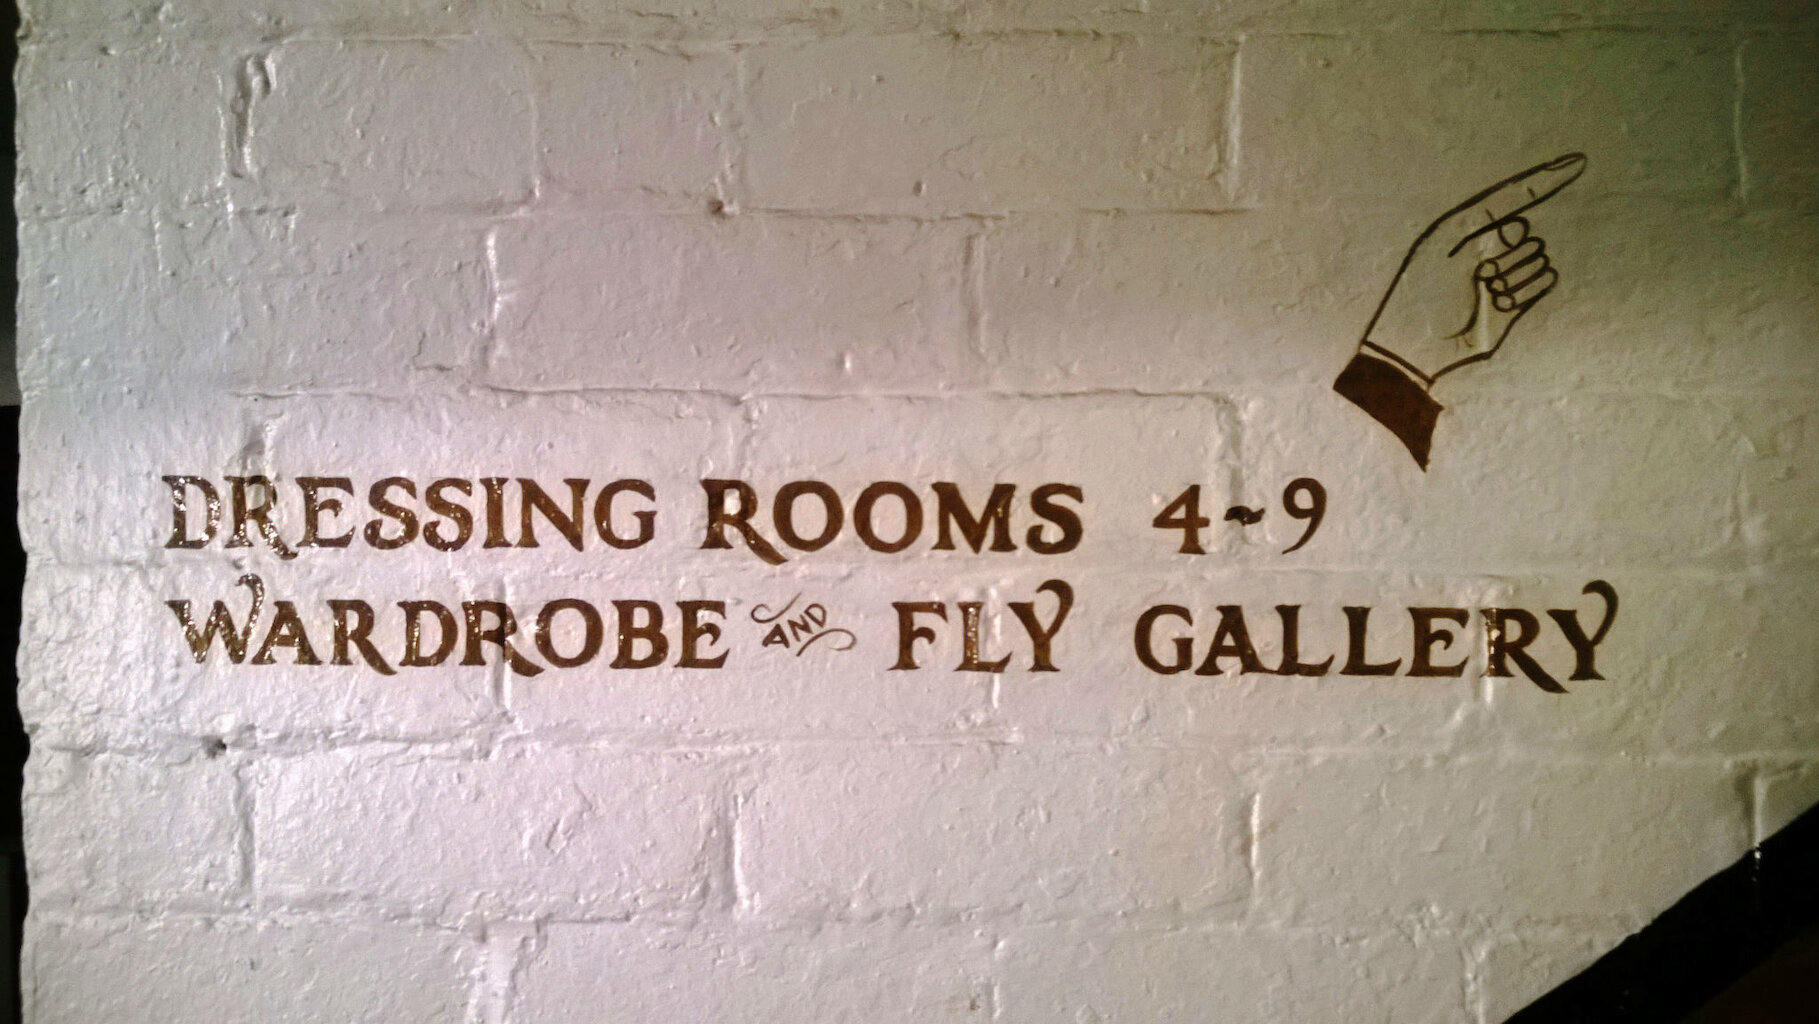 DRESSING ROOMS 4~9
WARDROBE AND FLY GALLERY